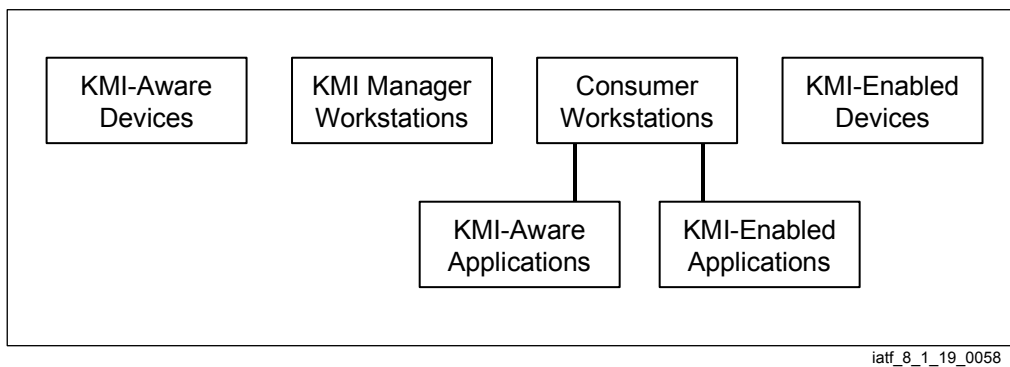 KMI-Aware
Devices
KMI Manager
Workstations
Consumer
Workstations
KMI-Enabled
Devices
KMI-Aware
Applications
KMI-Enabled
Applications
iatf_8_1_19_0058